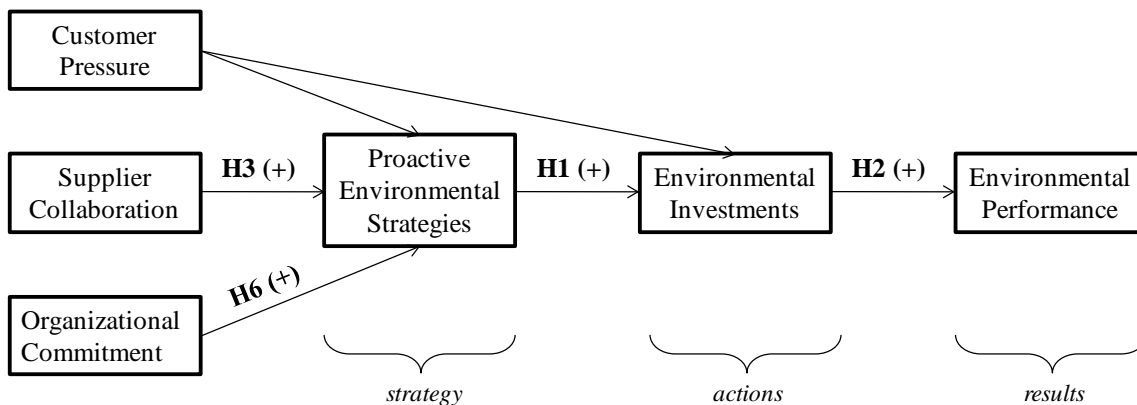 Customer
Pressure
H3 (+)
Supplier
Collaboration
Proactive
Environmental
Strategies
H1 (+)
Environmental
Investments
H2 (+)
Environmental
Performance
H6 (+)
Organizational
Commitment
strategy
actions
results